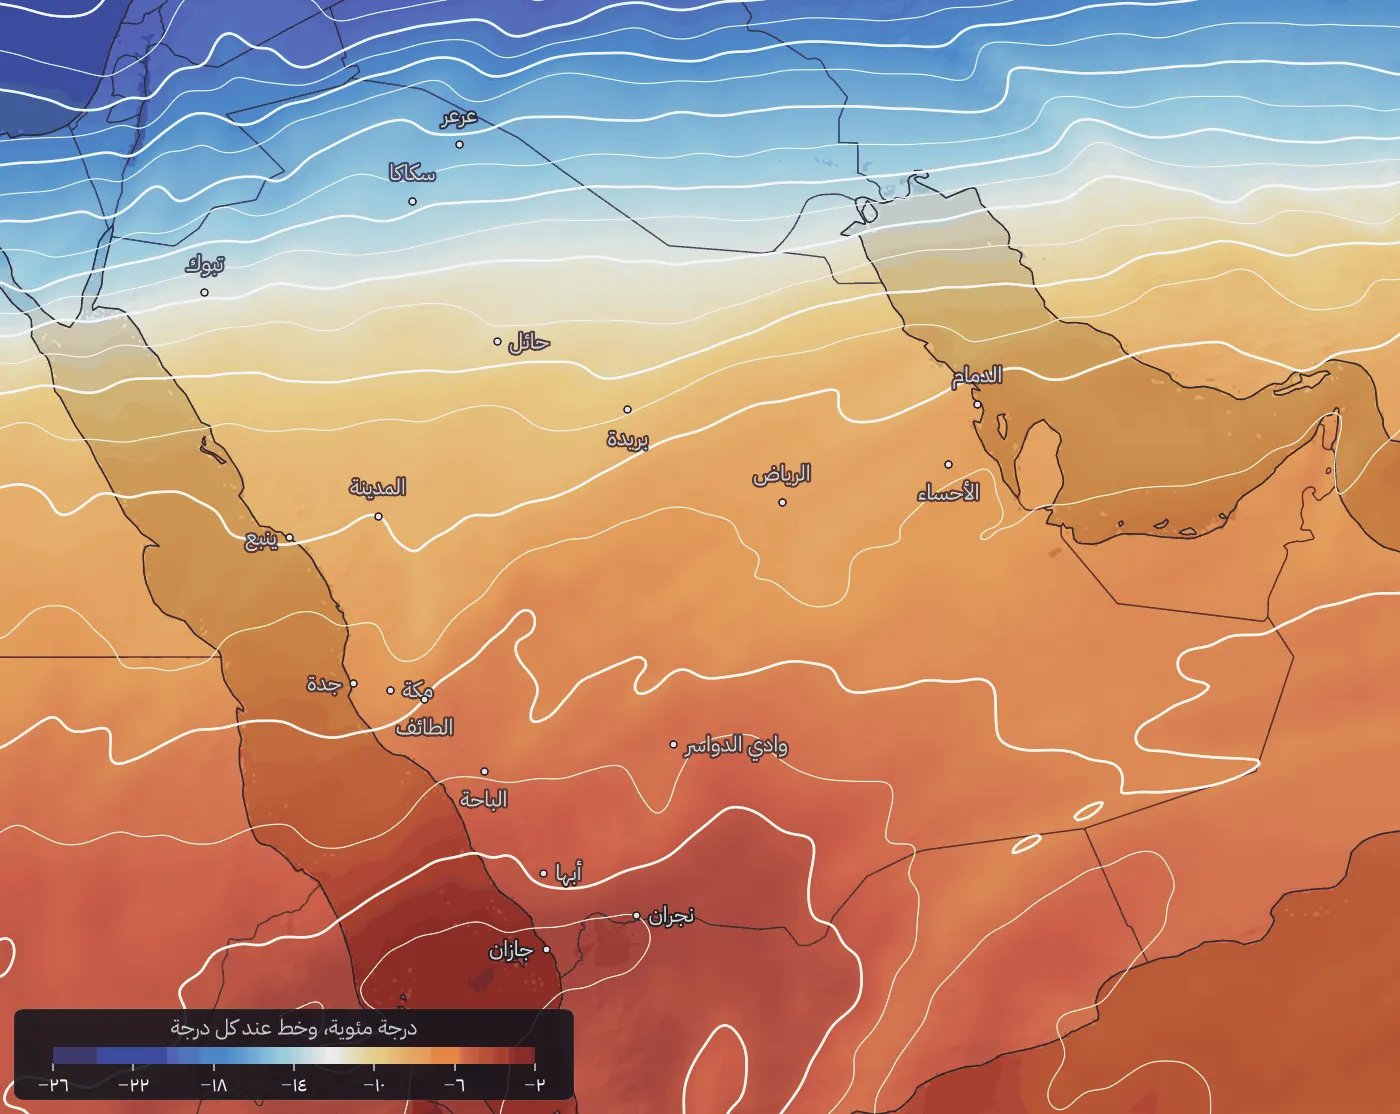 عرعر
سكاكا
تبوك
حائل
الدمام
بريدة
الرياض
المدينة
الأحساء
ينبع
جدة
مكة
الطائف
وادي الدواسر
الباحة
أبها
نجران
جازان
درجة مئوية، وخط عند كل درجة
−٢٦ −٢٢ −١٨ −١٤ −١٠ −٦ −٢